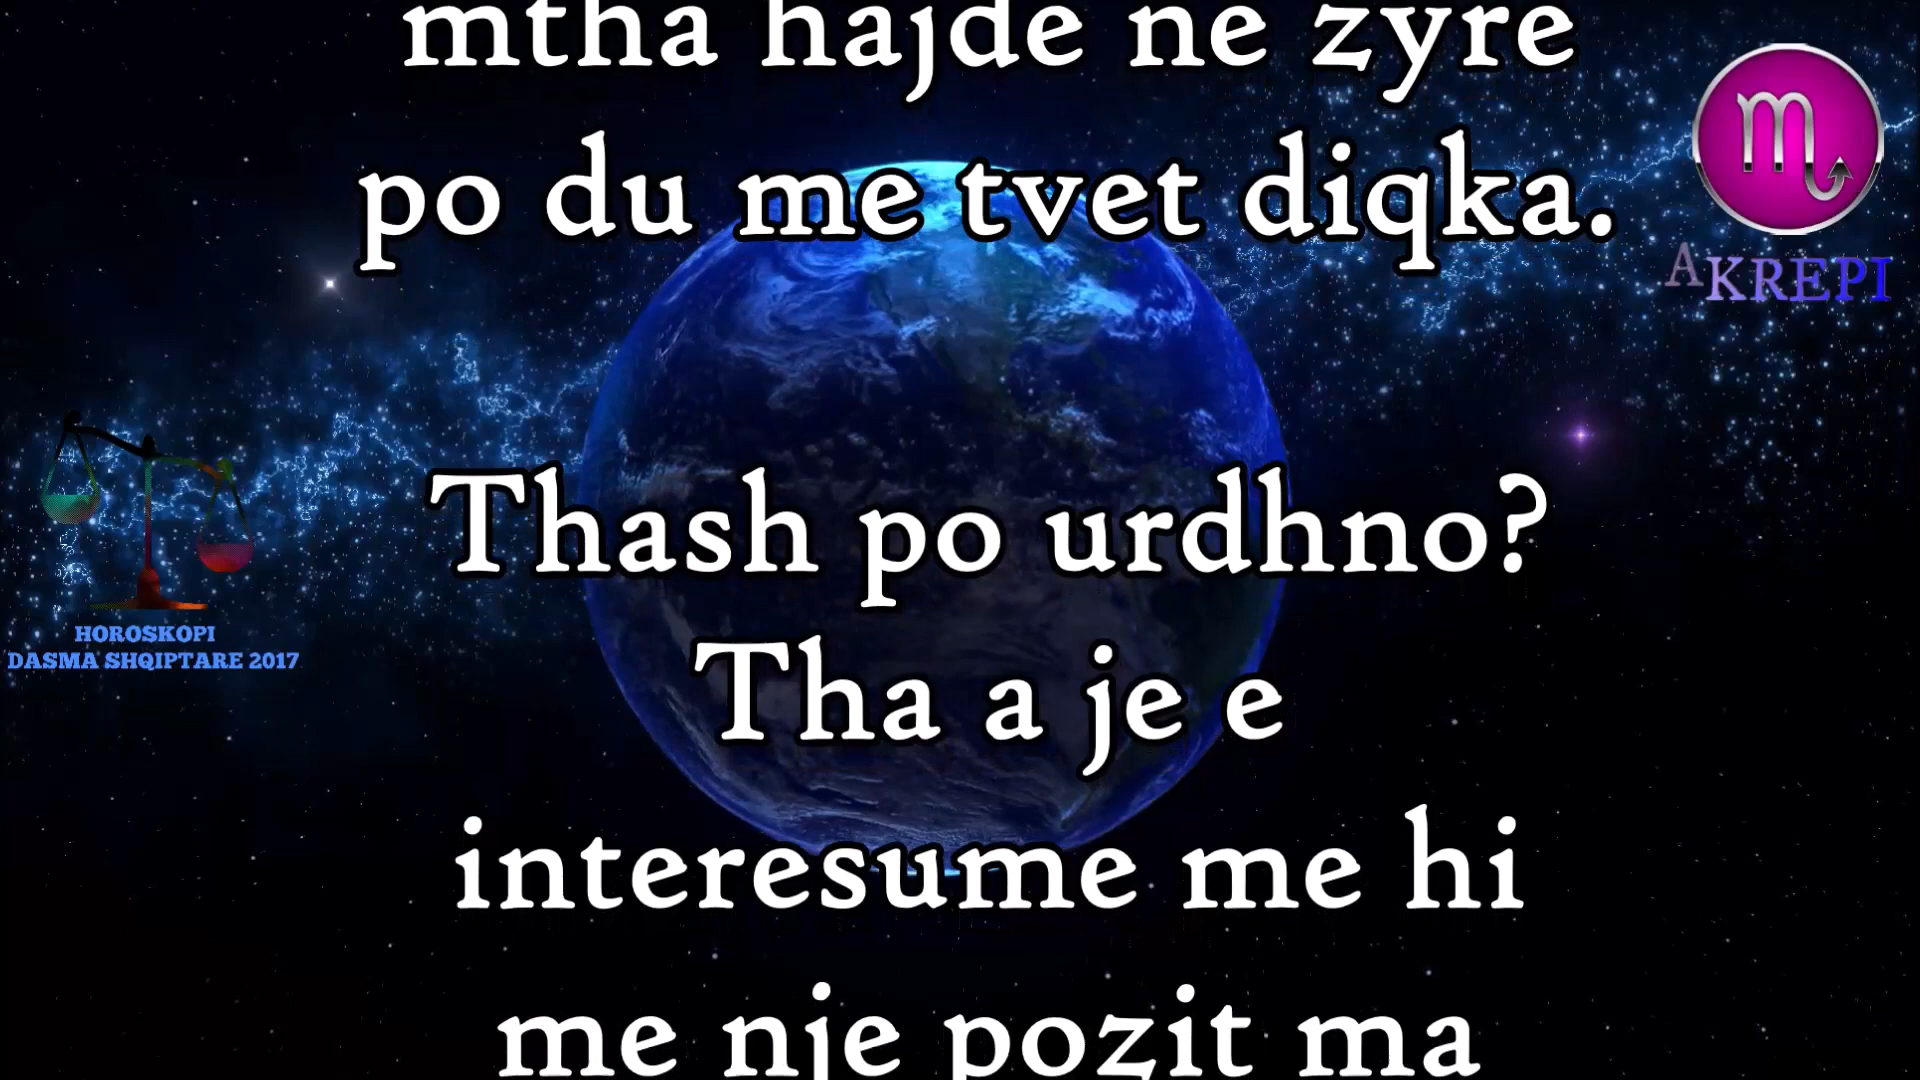 mtha hajde ne zyre
po du me tvet diqka.
AKREPI
Thash po urdhno?
Tha a je e
HOROSKOPI
DASMA SHQIPTARE 2017
interesume me hi
me nje pozit ma